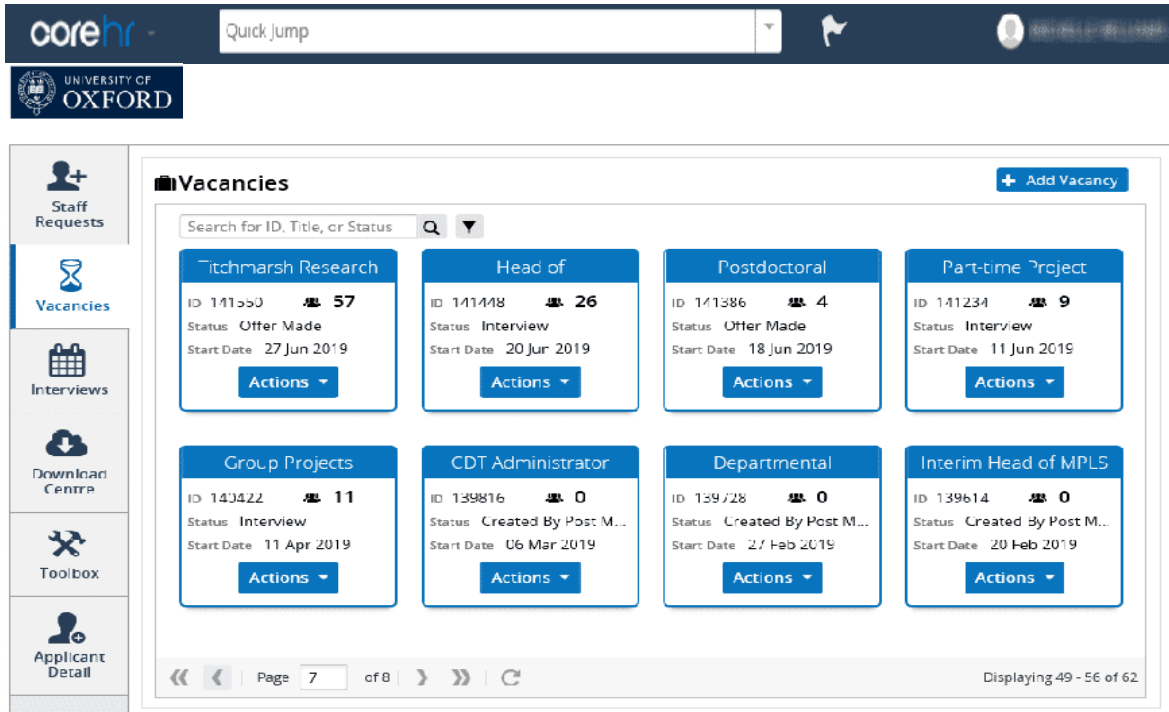 corehr
Quick Jump
UNIVERSITY OF
OXFORD
Staff
Requests
Vacancies
Interviews
Download
Centre
Toolbox
Applicant
Detail
Vacancies
+ Add Vacancy
Search for ID, Title, or Status
Titchmarsh Research
ID 141550 57
Status Offer Made
Start Date 27 Jun 2019
Actions
Head of
ID 141448 26
Status Interview
Start Date 20 Jun 2019
Actions
Postdoctoral
ID 141386 4
Status Offer Made
Start Date 18 Jun 2019
Actions
Part-time Project
ID 141234 9
Status Interview
Start Date 11 Jun 2019
Actions
Group Projects
ID 140422 11
Status Interview
Start Date 11 Apr 2019
Actions
CDT Administrator
ID 139816 0
Status Created By Post M...
Start Date 06 Mar 2019
Actions
Departmental
ID 139728 0
Status Created By Post M...
Start Date 27 Feb 2019
Actions
Interim Head of MPLS
ID 139614 0
Status Created By Post M...
Start Date 20 Feb 2019
Actions
Page 7 of 8
Displaying 49 - 56 of 62